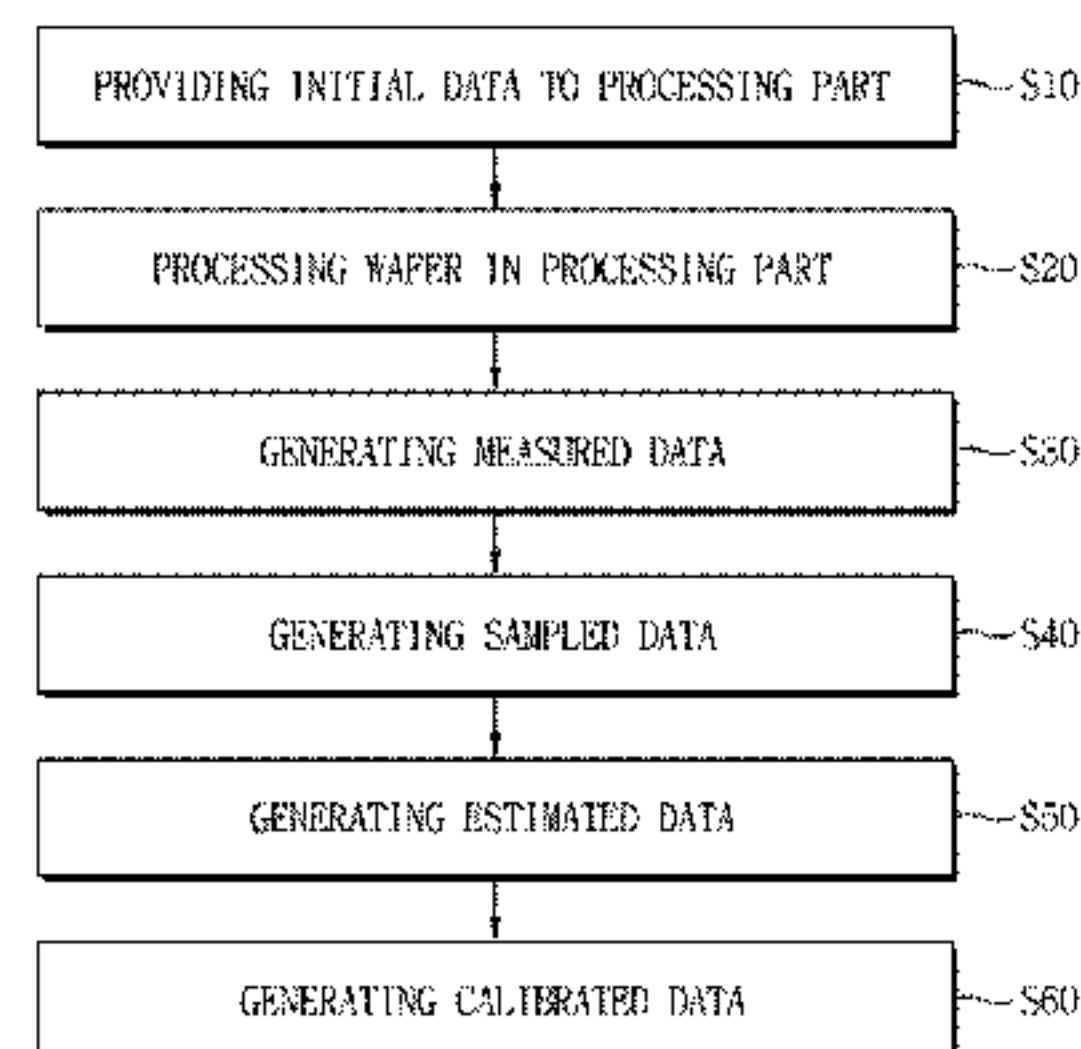 PROVIDING INITIAL DATA TO PROCESSING PART
S10
PROCESSING WAFER IN PROCESSING PART
S20
GENERATING MEASURED DATA
S30
GENERATING SAMPLED DATA
S40
GENERATING ESTIMATED DATA
S50
GENERATING CALIBRATED DATA
S60